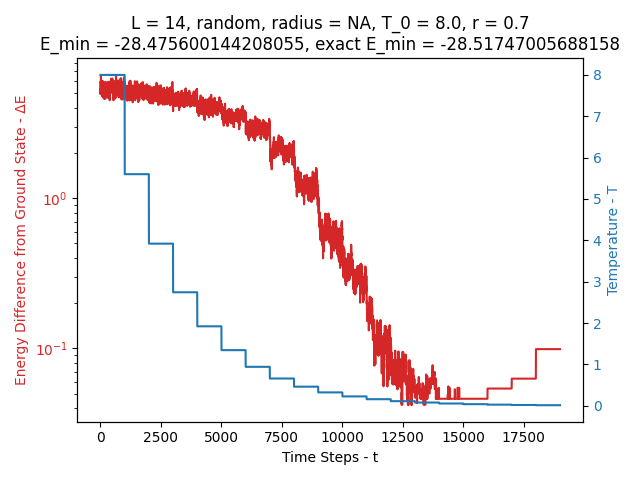 L = 14, random, radius = NA, T_0 = 8.0, r = 0.7
E_min = -28.475600144208055, exact E_min = -28.51747005688158
Energy Difference from Ground State - ΔE
10^0
10^-1
8
7
6
5
4
3
2
1
0
Temperature - T
0 2500 5000 7500 10000 12500 15000 17500
Time Steps - t